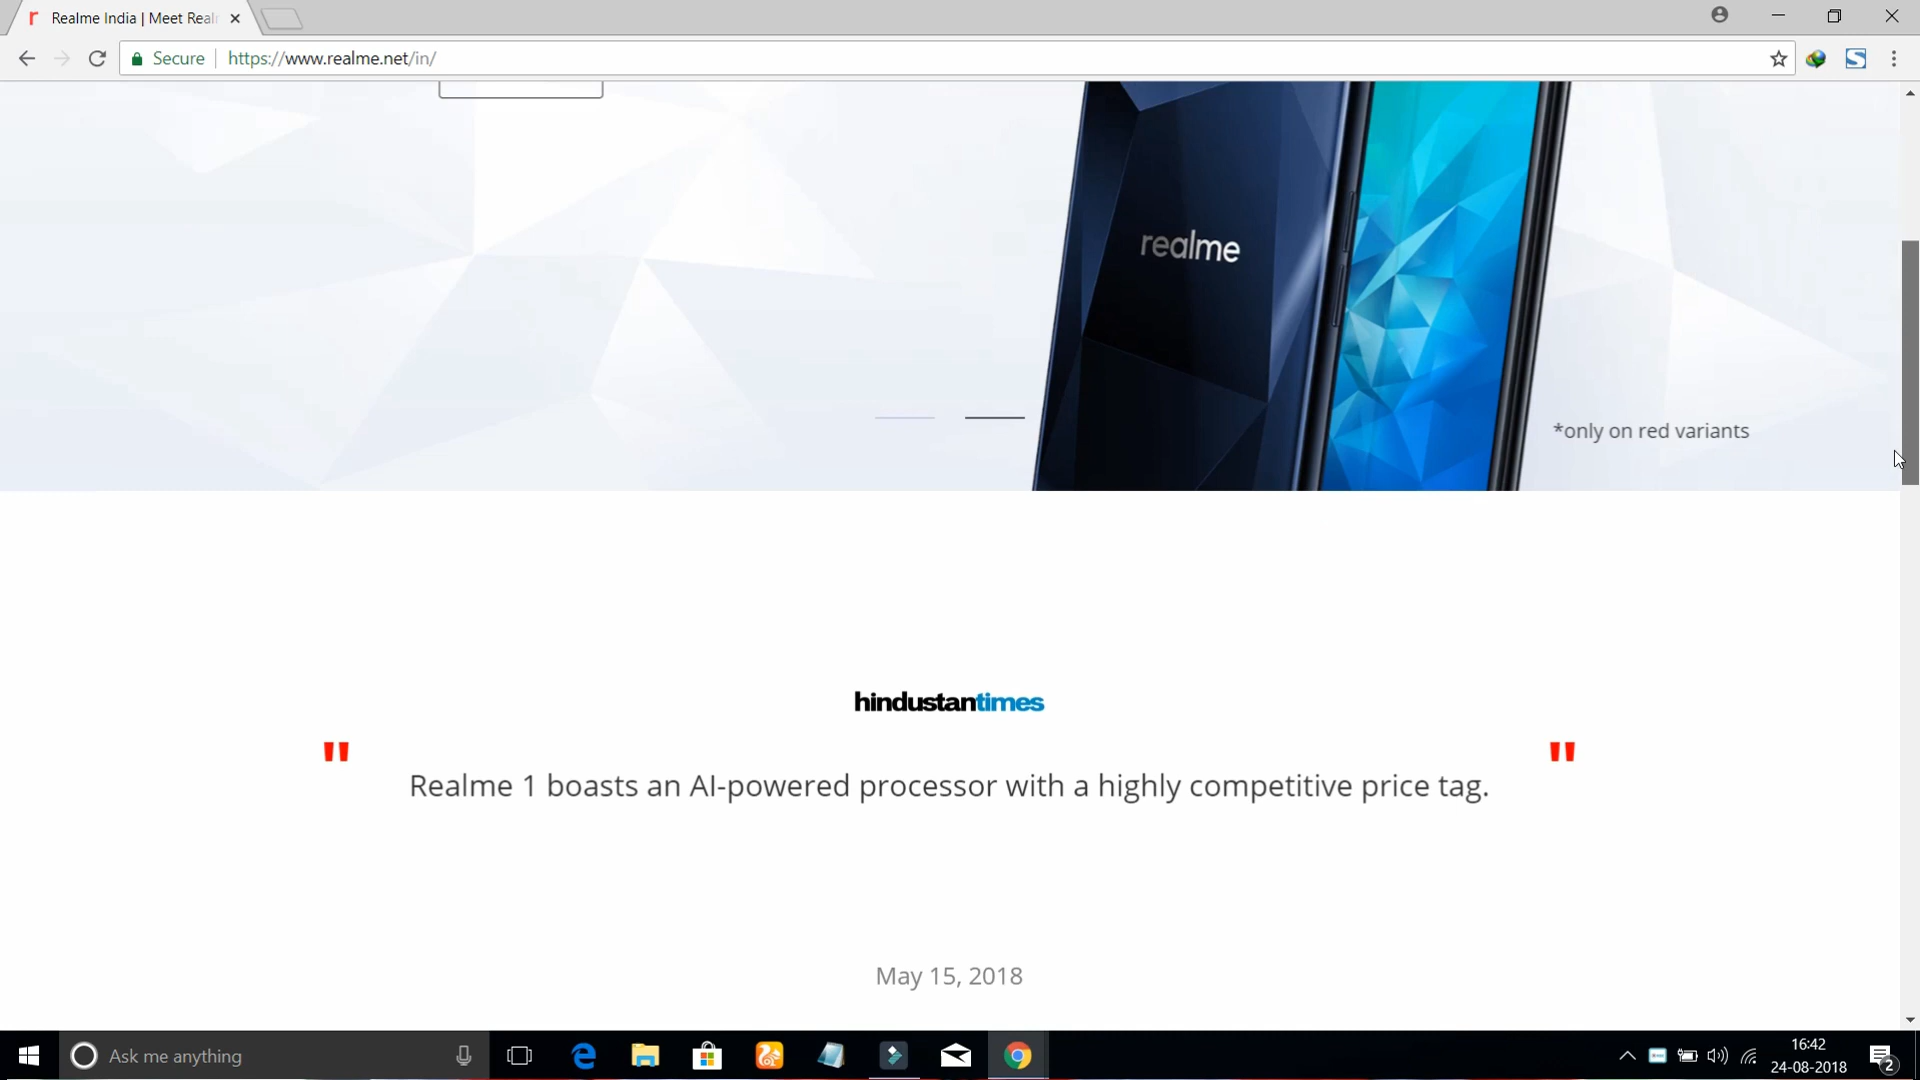 r Realme India | Meet Real
Secure https://www.realme.net/in/
realme
*only on red variants
hindustantimes
" "
Realme 1 boasts an AI-powered processor with a highly competitive price tag.
May 15, 2018
Ask me anything
16:42
24-08-2018
2